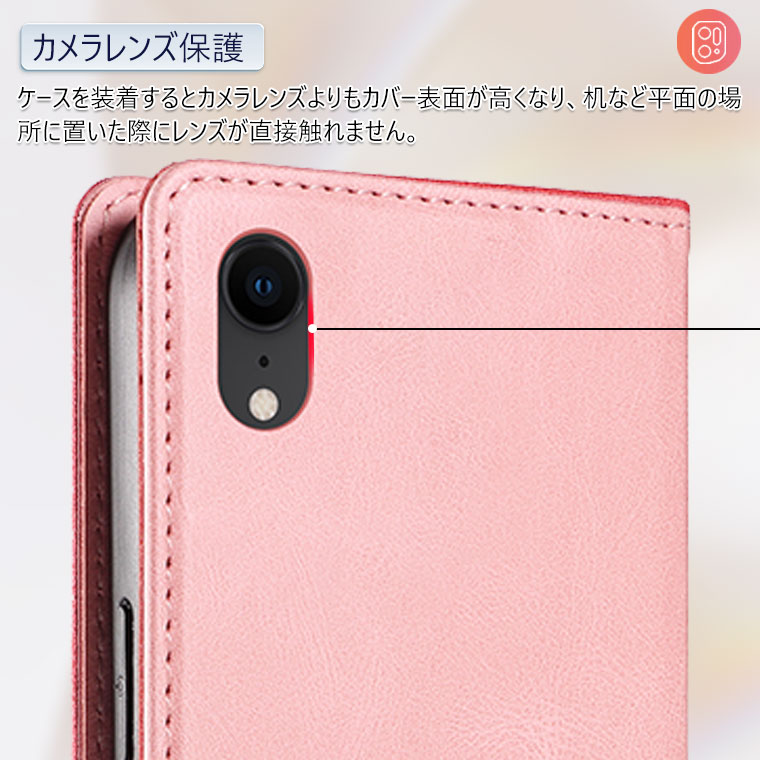 カメラレンズ保護
ケースを装着するとカメラレンズよりもカバー表面が高くなり、机など平面の場
所に置いた際にレンズが直接触れません。